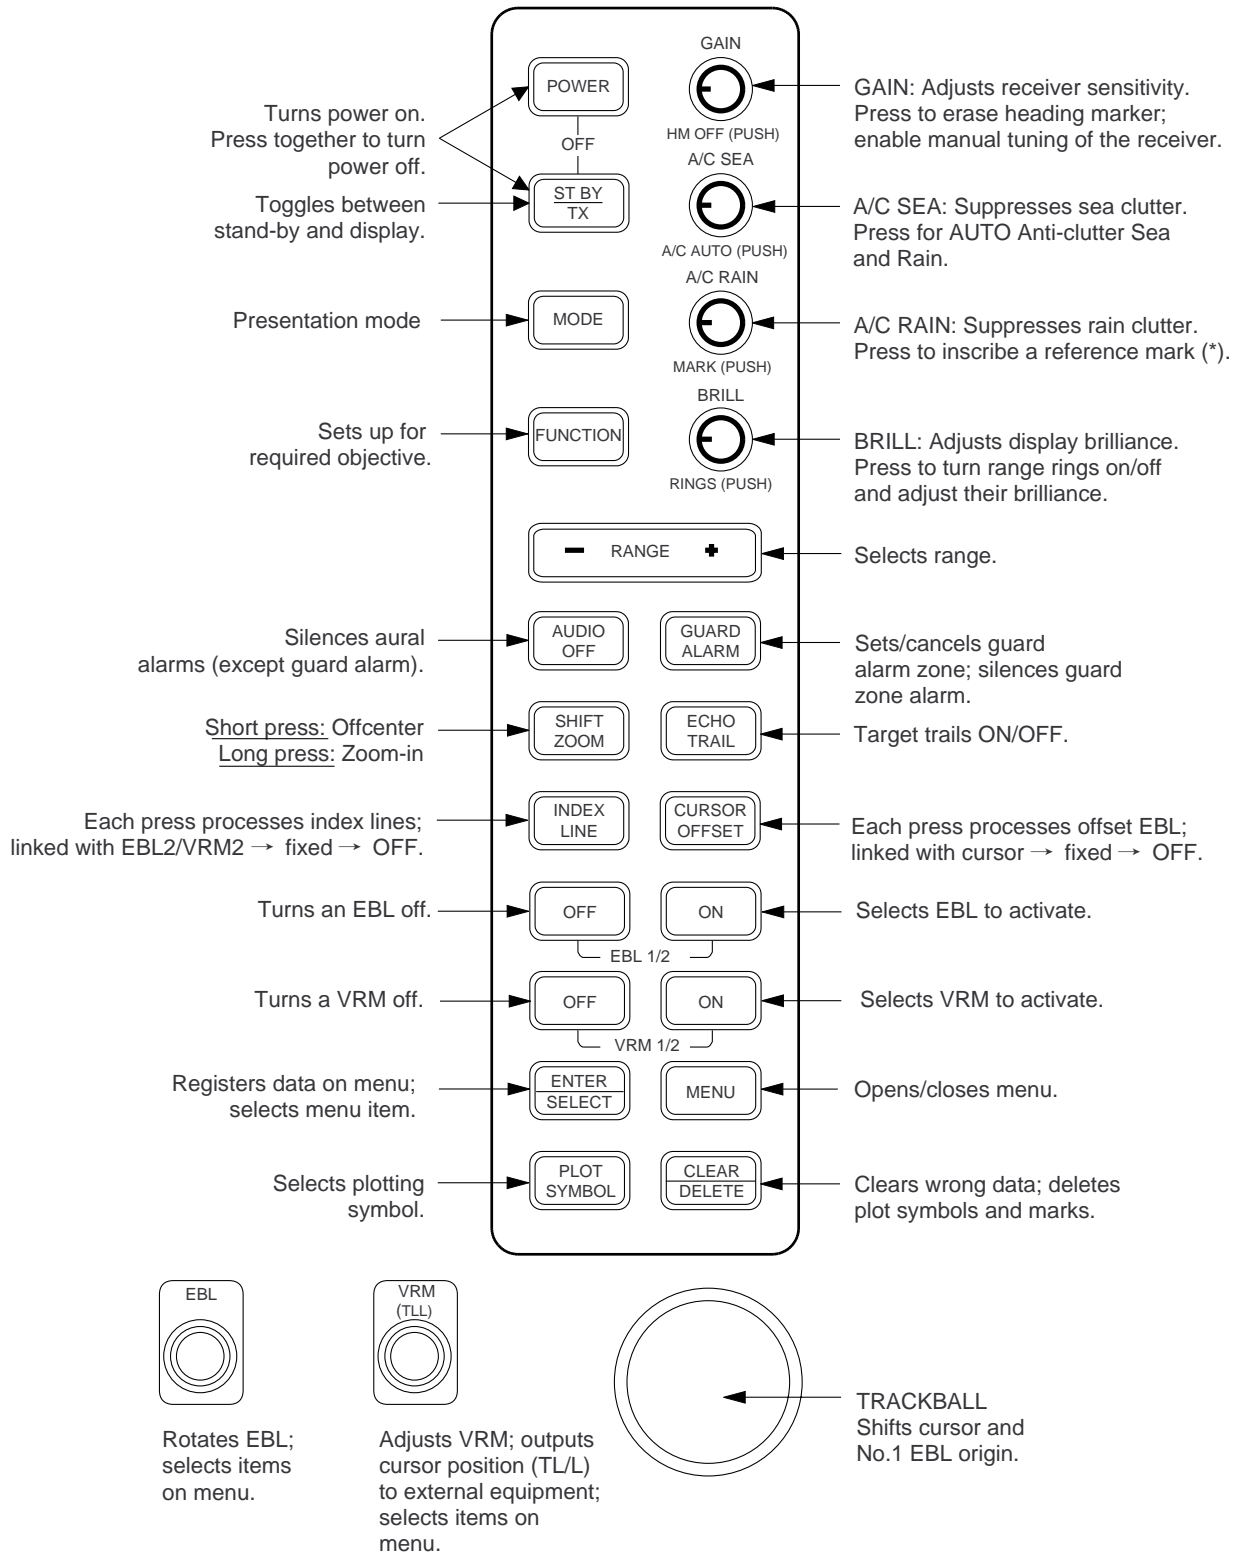 GAIN
POWER
GAIN: Adjusts receiver sensitivity.
Press to erase heading marker;
enable manual tuning of the receiver.
Turns power on.
Press together to turn
power off.
OFF
HM OFF (PUSH)
A/C SEA
ST BY
TX
Toggles between
stand-by and display.
A/C SEA: Suppresses sea clutter.
Press for AUTO Anti-clutter Sea
and Rain.
A/C AUTO (PUSH)
A/C RAIN
Presentation mode
MODE
A/C RAIN: Suppresses rain clutter.
Press to inscribe a reference mark (*).
MARK (PUSH)
BRILL
Sets up for
required objective.
FUNCTION
BRILL: Adjusts display brilliance.
Press to turn range rings on/off
and adjust their brilliance.
RINGS (PUSH)
− RANGE +
Selects range.
Silences aural
alarms (except guard alarm).
AUDIO
OFF
GUARD
ALARM
Sets/cancels guard
alarm zone; silences guard
zone alarm.
Short press: Offcenter
Long press: Zoom-in
SHIFT
ZOOM
ECHO
TRAIL
Target trails ON/OFF.
Each press processes index lines;
linked with EBL2/VRM2 → fixed → OFF.
INDEX
LINE
CURSOR
OFFSET
Each press processes offset EBL;
linked with cursor → fixed → OFF.
Turns an EBL off.
OFF
ON
Selects EBL to activate.
EBL 1/2
Turns a VRM off.
OFF
ON
Selects VRM to activate.
VRM 1/2
Registers data on menu;
selects menu item.
ENTER
SELECT
MENU
Opens/closes menu.
Selects plotting
symbol.
PLOT
SYMBOL
CLEAR
DELETE
Clears wrong data; deletes
plot symbols and marks.
EBL
VRM
(TLL)
Rotates EBL;
selects items
on menu.
Adjusts VRM; outputs
cursor position (TL/L)
to external equipment;
selects items on
menu.
TRACKBALL
Shifts cursor and
No.1 EBL origin.